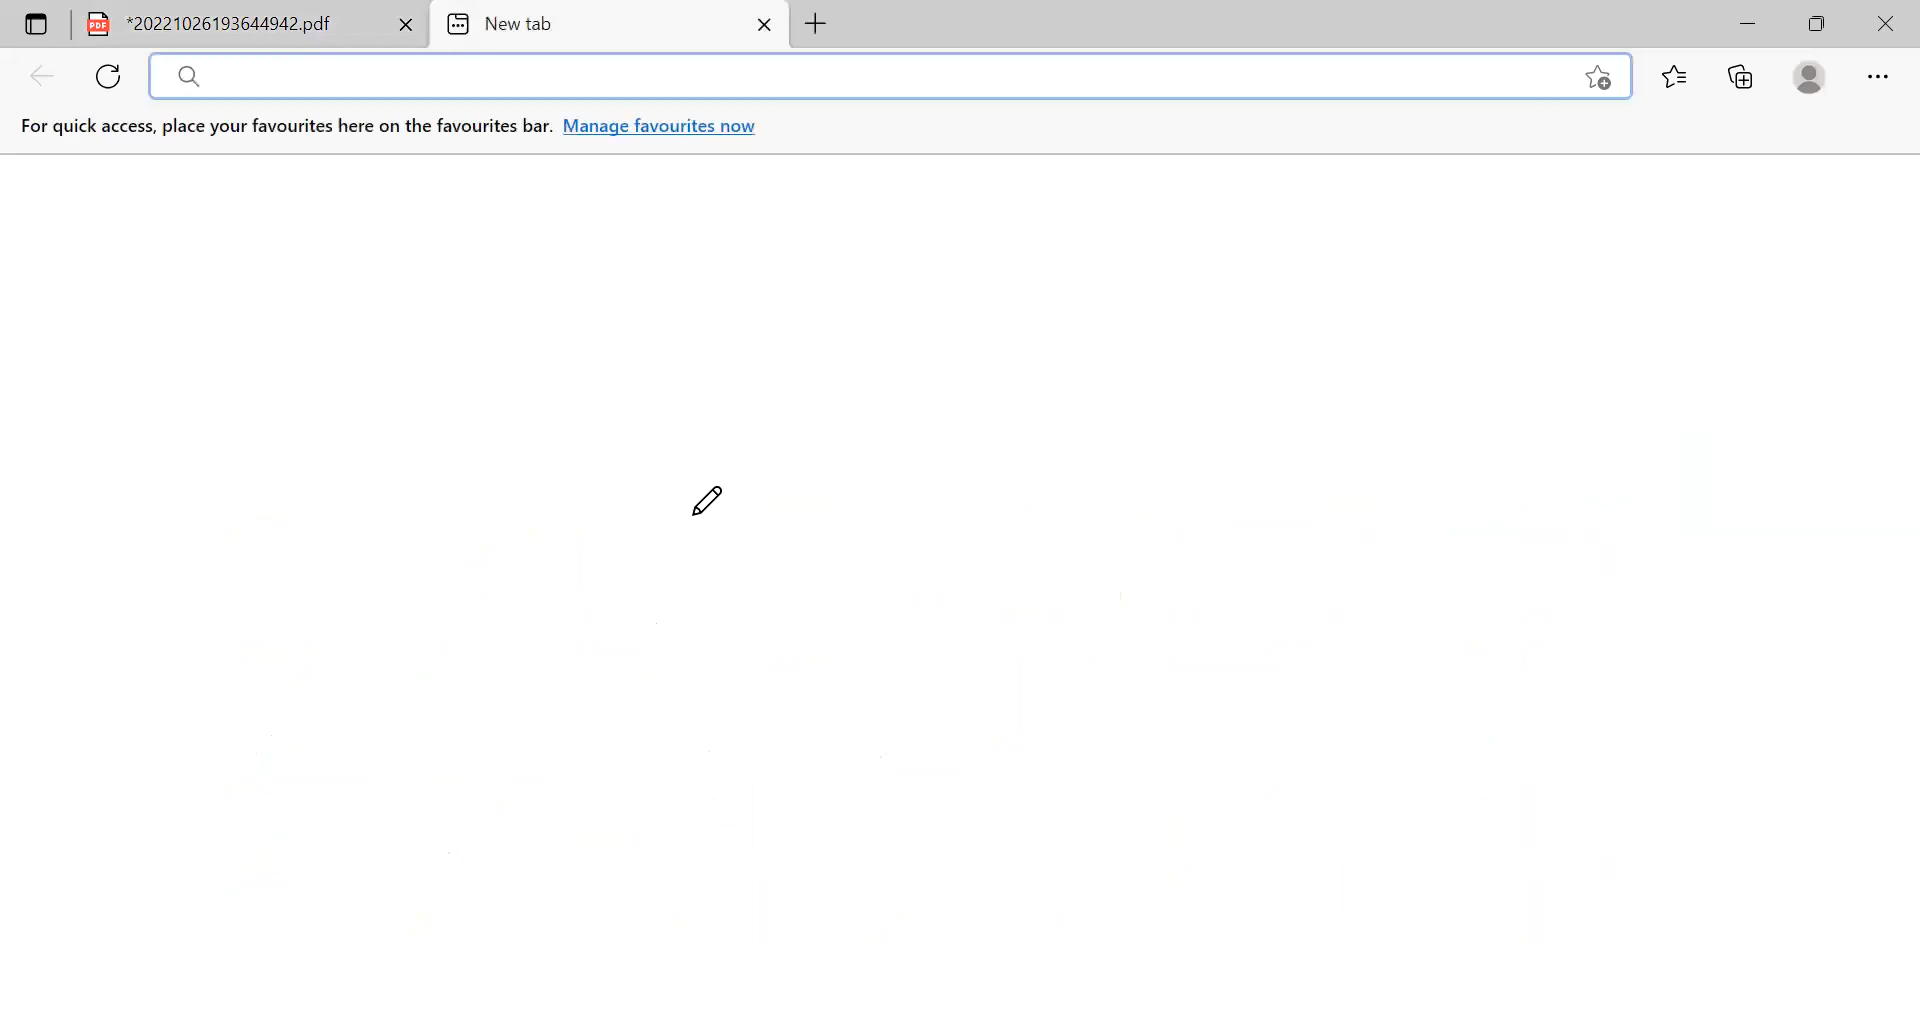 *20221026193644942.pdf
New tab
For quick access, place your favourites here on the favourites bar. Manage favourites now